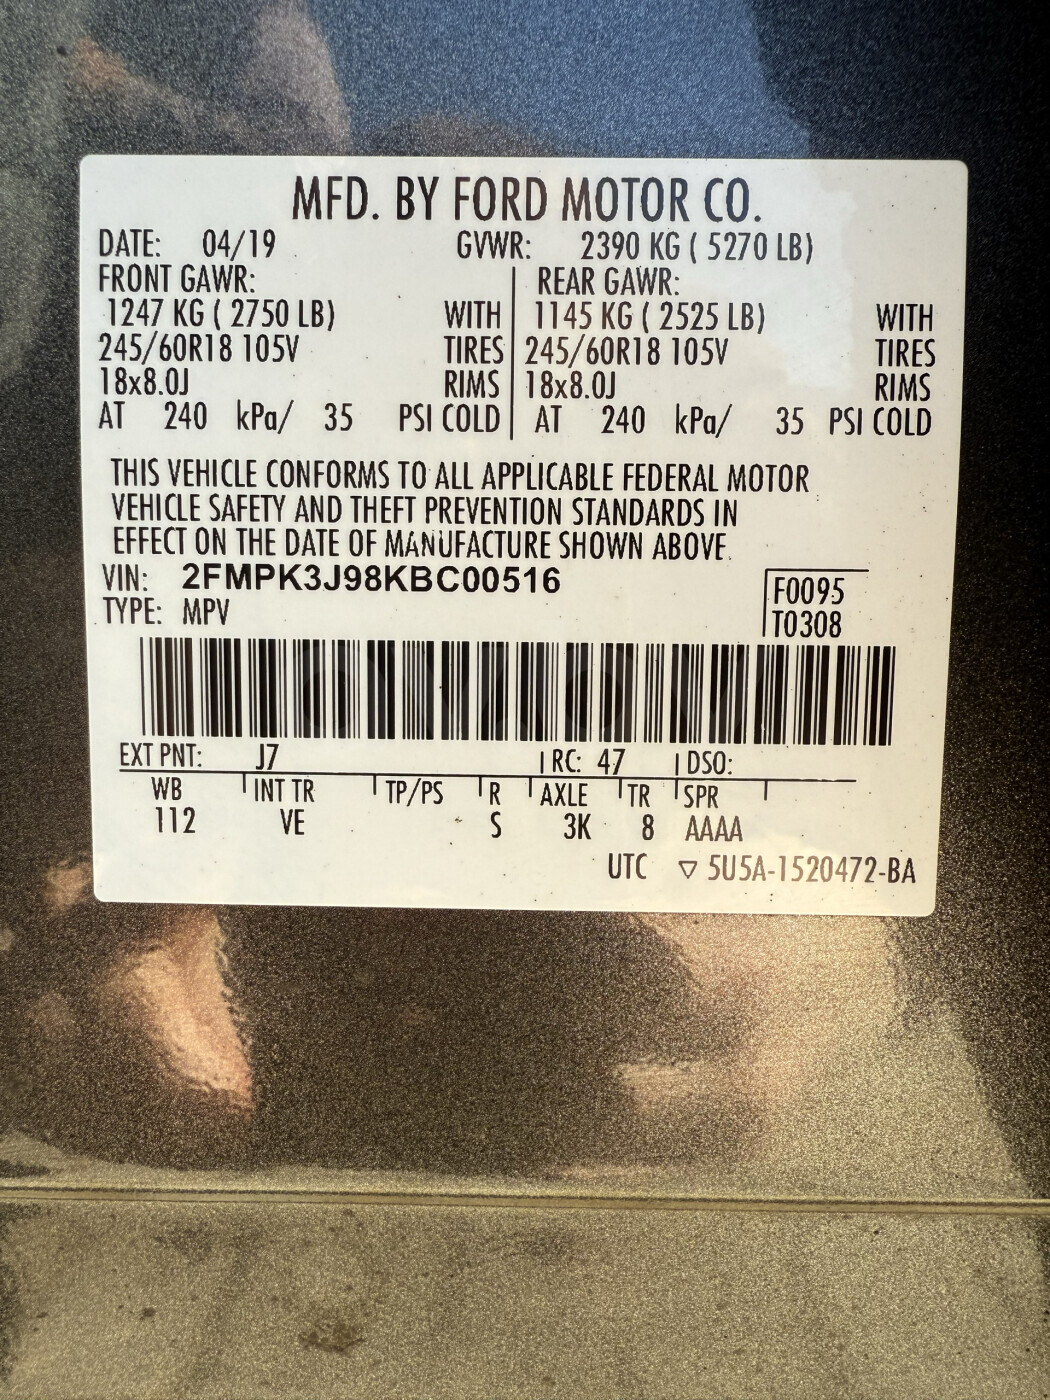 MFD. BY FORD MOTOR CO.
DATE: 04/19 GVWR: 2390 KG ( 5270 LB)
FRONT GAWR: REAR GAWR:
1247 KG ( 2750 LB) WITH 1145 KG ( 2525 LB) WITH
245/60R18 105V TIRES 245/60R18 105V TIRES
18x8.0J RIMS 18x8.0J RIMS
AT 240 kPa/ 35 PSI COLD AT 240 kPa/ 35 PSI COLD
THIS VEHICLE CONFORMS TO ALL APPLICABLE FEDERAL MOTOR
VEHICLE SAFETY AND THEFT PREVENTION STANDARDS IN
EFFECT ON THE DATE OF MANUFACTURE SHOWN ABOVE.
VIN: 2FMPK3J98KBC00516 F0095
TYPE: MPV T0308
EXT PNT: J7 RC: 47 DSO:
WB INT TR TP/PS R AXLE TR SPR
112 VE S 3K 8 AAAA
UTC ▽ 5U5A-1520472-BA